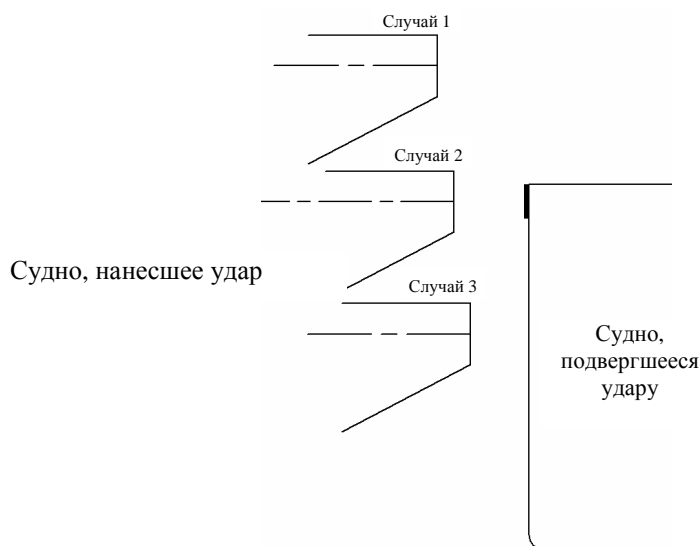 Случай 1
Случай 2
Судно, нанесшее удар
Случай 3
Судно,
подвергшееся
удару